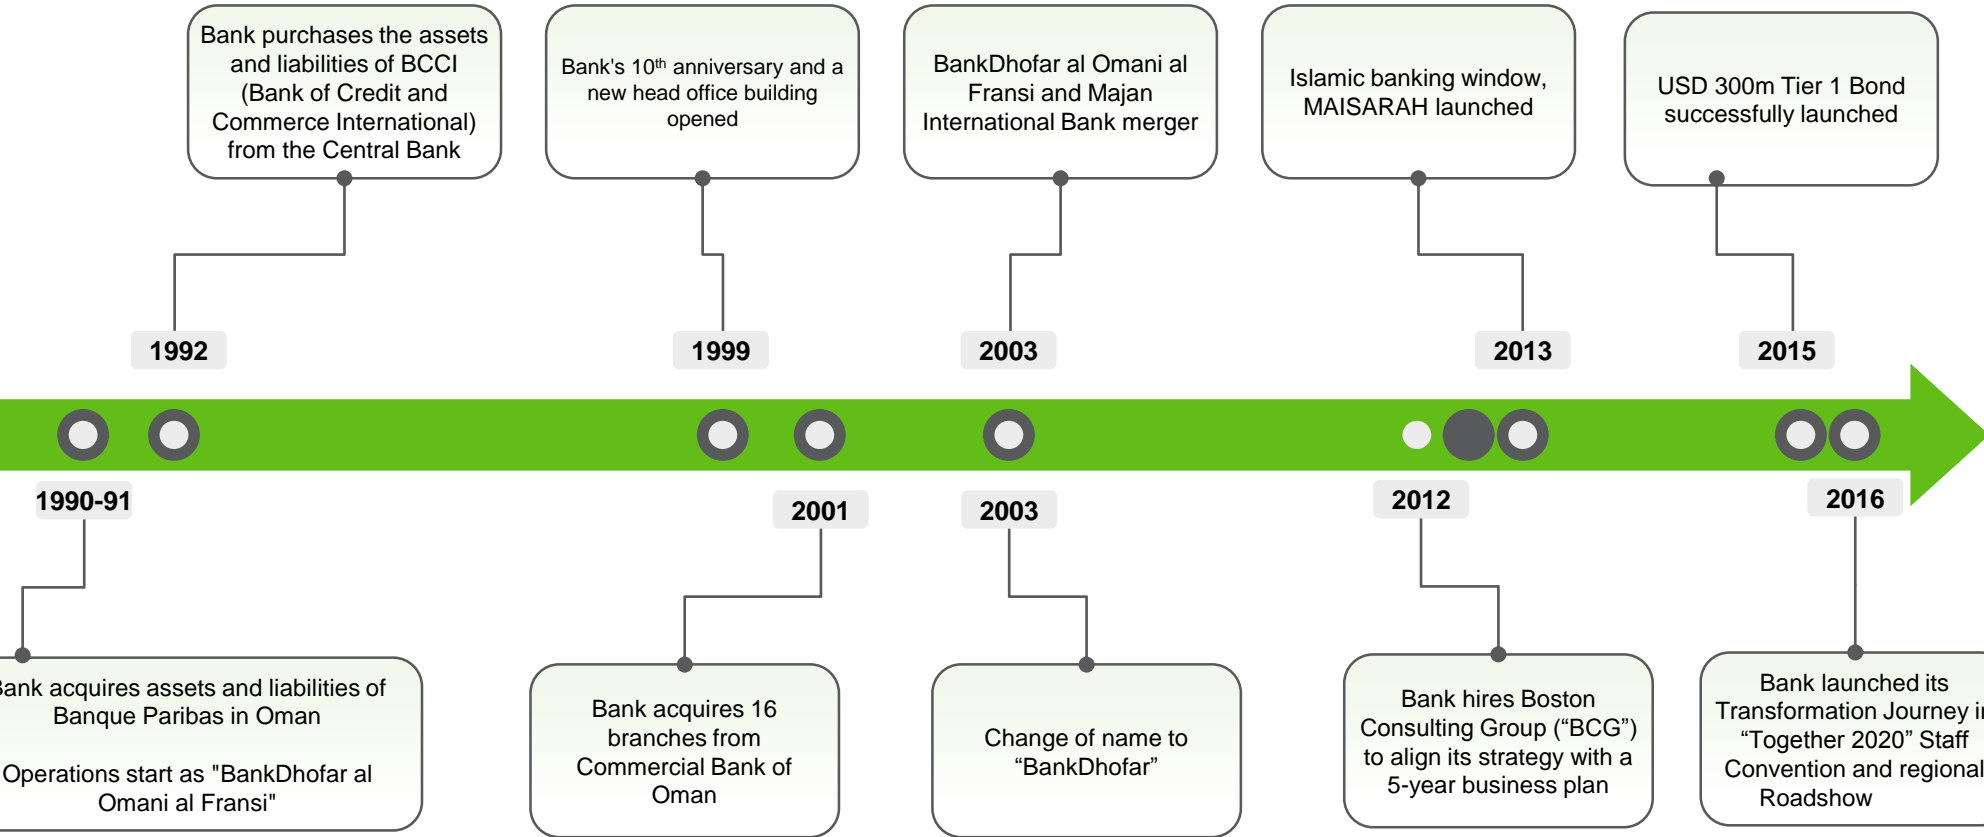 Bank purchases the assets
and liabilities of BCCI
(Bank of Credit and
Commerce International)
from the Central Bank
Bank's 10th anniversary and a
new head office building
opened
BankDhofar al Omani al
Fransi and Majan
International Bank merger
Islamic banking window,
MAISARAH launched
USD 300m Tier 1 Bond
successfully launched
1992
1999
2003
2013
2015
1990-91
2001
2003
2012
2016
Bank acquires assets and liabilities of
Banque Paribas in Oman
Operations start as "BankDhofar al
Omani al Fransi"
Bank acquires 16
branches from
Commercial Bank of
Oman
Change of name to
“BankDhofar”
Bank hires Boston
Consulting Group (“BCG”)
to align its strategy with a
5-year business plan
Bank launched its
Transformation Journey in
“Together 2020” Staff
Convention and regional
Roadshow